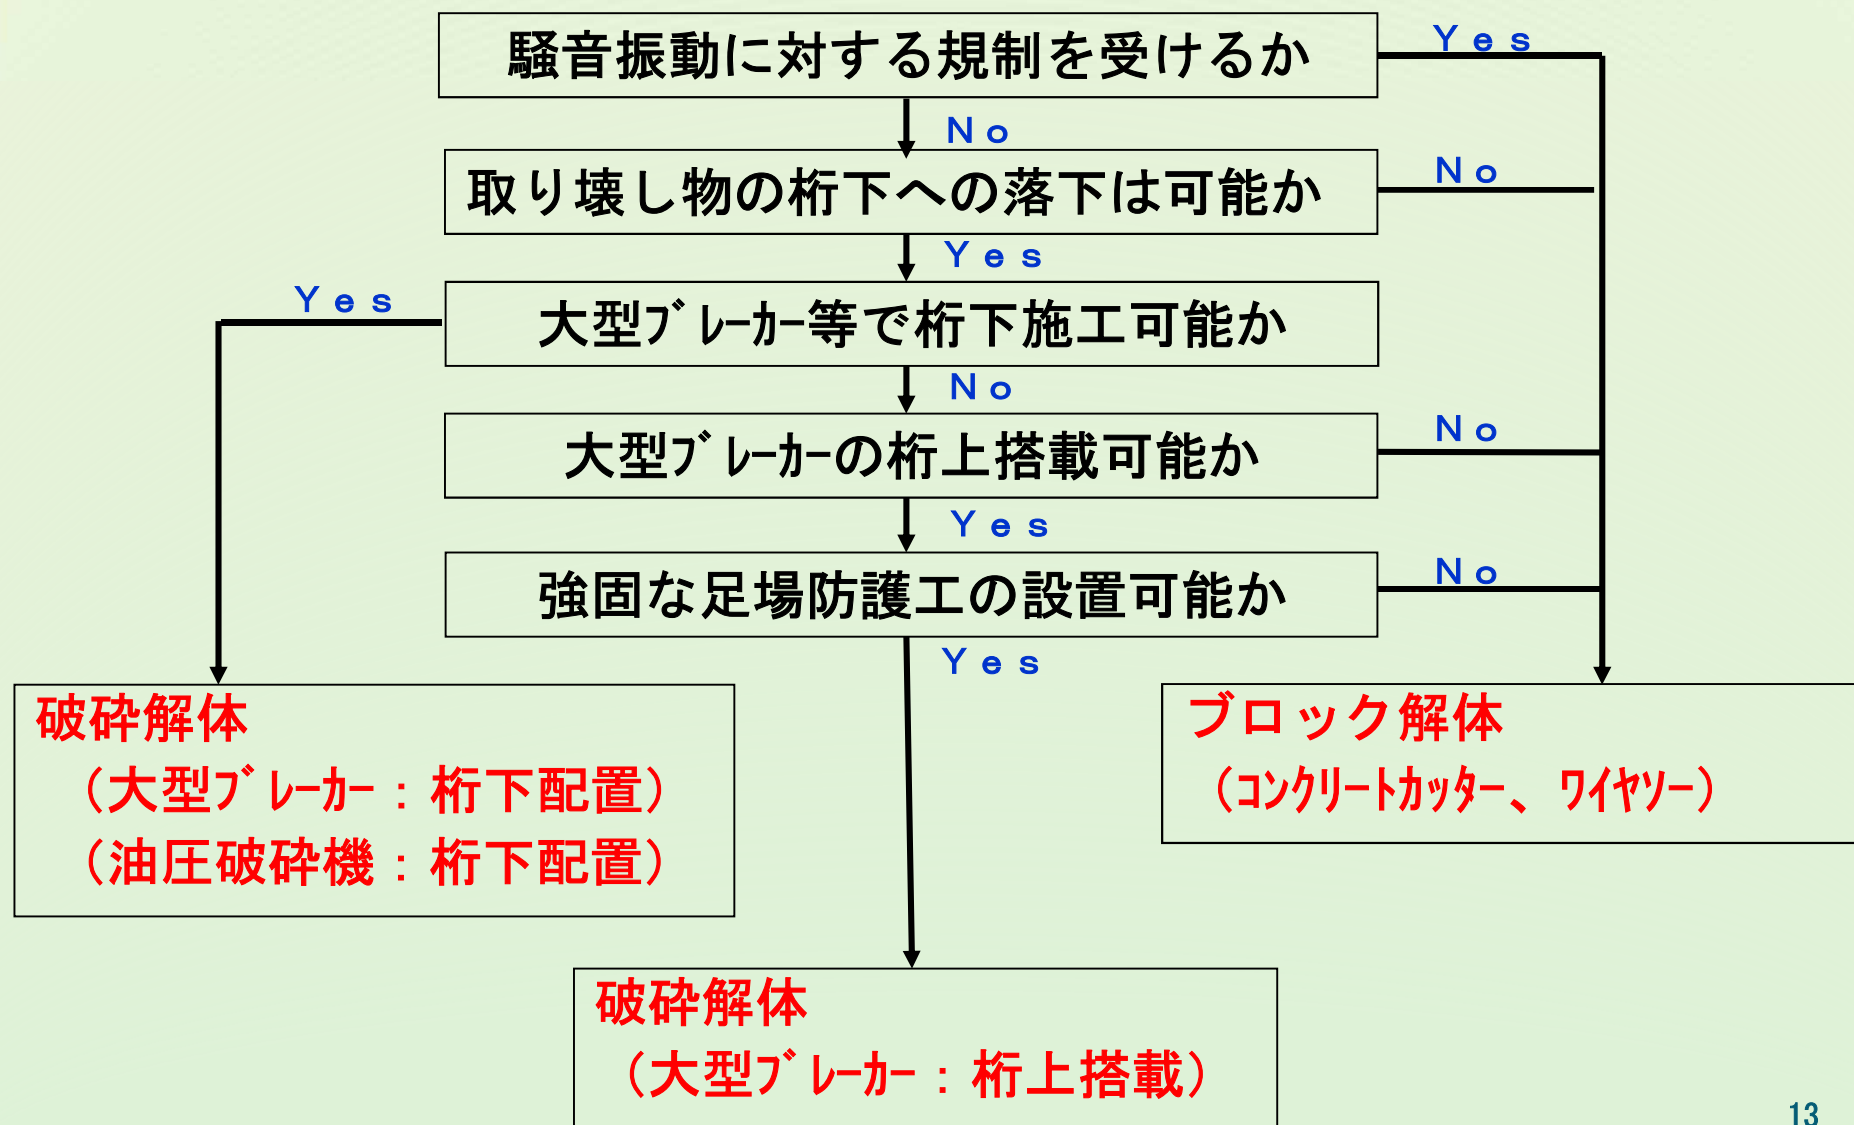 騒音振動に対する規制を受けるか
Yes
No
取り壊し物の桁下への落下は可能か
No
Yes
大型ﾌﾞﾚｰｶｰ等で桁下施工可能か
Yes
No
大型ﾌﾞﾚｰｶｰの桁上搭載可能か
No
Yes
強固な足場防護工の設置可能か
No
Yes
破砕解体
（大型ﾌﾞﾚｰｶｰ：桁下配置）
（油圧破砕機：桁下配置）
ブロック解体
（ｺﾝｸﾘｰﾄｶｯﾀｰ、ﾜｲﾔｿｰ）
破砕解体
（大型ﾌﾞﾚｰｶｰ：桁上搭載）
13